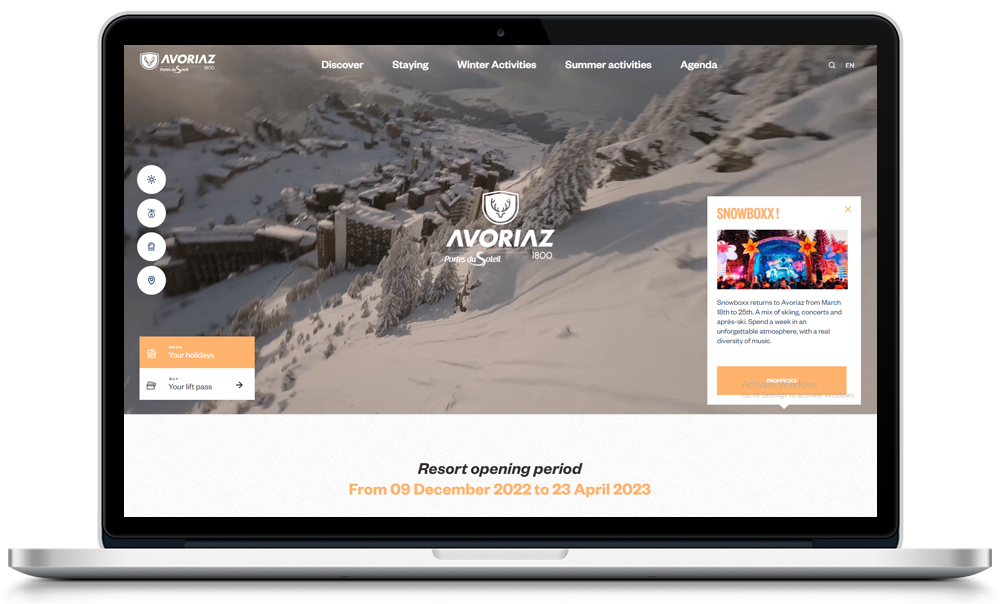 AVORIAZ
Portes du Soleil
1800
Discover
Staying
Winter Activities
Summer activities
Agenda
EN
AVORIAZ
Portes du Soleil
1800
BOOK
Your holidays
BUY
Your lift pass
SNOWBOXX !
Snowboxx returns to Avoriaz from March
18th to 25th. A mix of skiing, concerts and
après-ski. Spend a week in an
unforgettable atmosphere, with a real
diversity of music.
SNOWBOXX
Activate Windows
Go to Settings to activate Windows.
Resort opening period
From 09 December 2022 to 23 April 2023